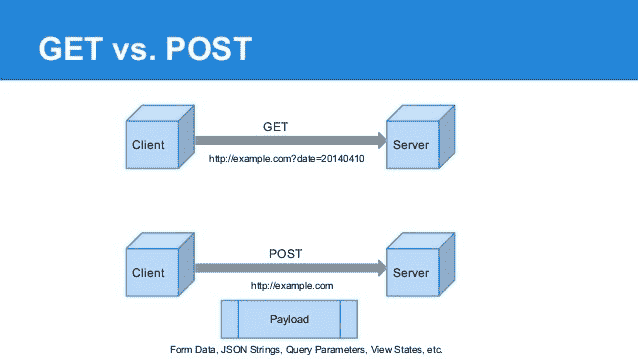 GET vs. POST
GET
Client
Server
http://example.com?date=20140410
POST
Client
Server
http://example.com
Payload
Form Data, JSON Strings, Query Parameters, View States, etc.